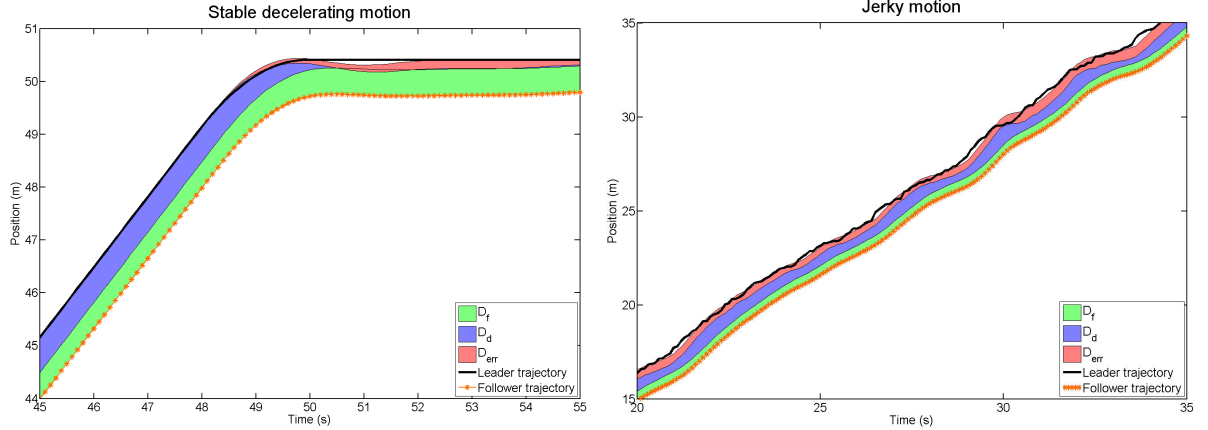 Stable decelerating motion
51
50
49
48
47
46
45
44
Position (m)
45 46 47 48 49 50 51 52 53 54 55
Time (s)
Df
Dd
Derr
Leader trajectory
Follower trajectory
Jerky motion
35
30
25
20
15
Position (m)
20 25 30 35
Time (s)
Df
Dd
Derr
Leader trajectory
Follower trajectory